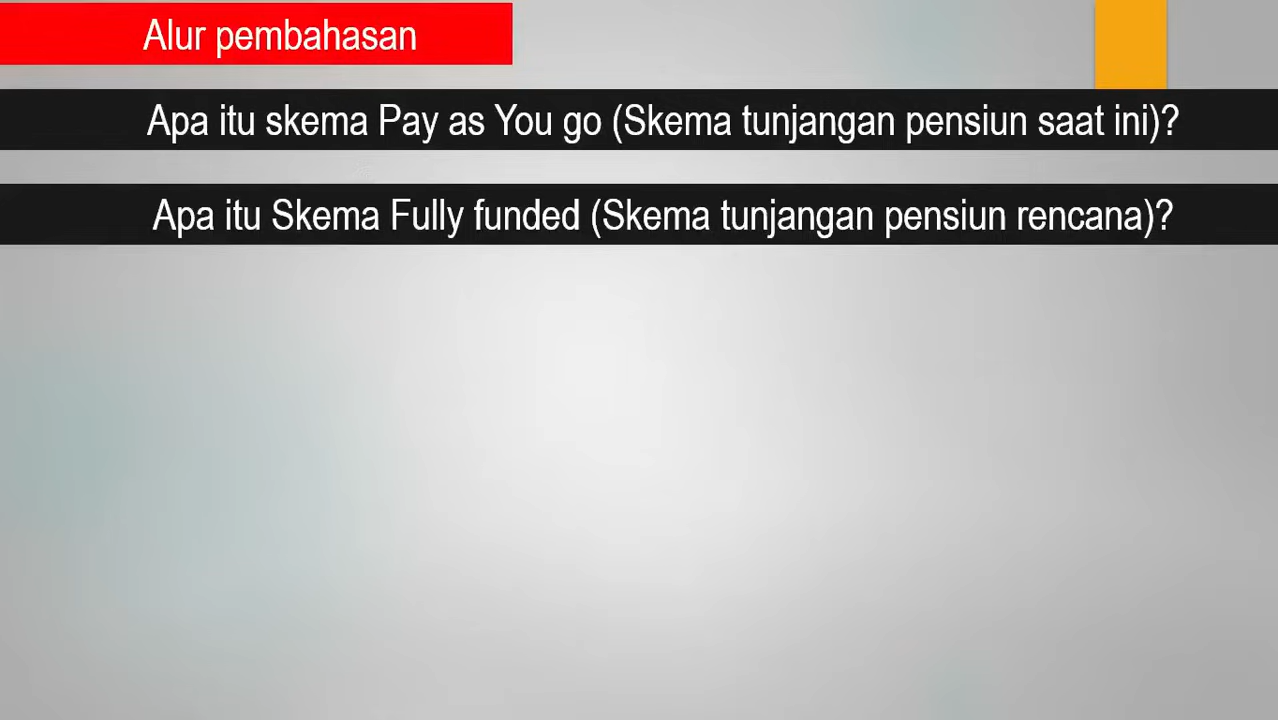 Alur pembahasan
Apa itu skema Pay as You go (Skema tunjangan pensiun saat ini)?
Apa itu Skema Fully funded (Skema tunjangan pensiun rencana)?